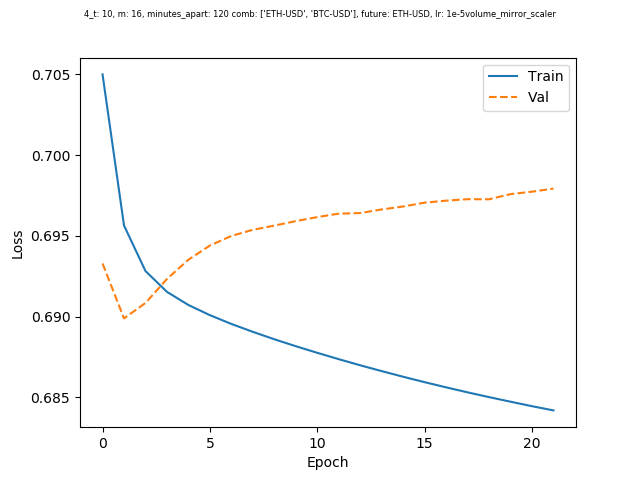 4_t: 10, m: 16, minutes_apart: 120 comb: ['ETH-USD', 'BTC-USD'], future: ETH-USD, lr: 1e-5volume_mirror_scaler
Train
Val
0.705
0.700
0.695
0.690
0.685
Loss
0 5 10 15 20
Epoch